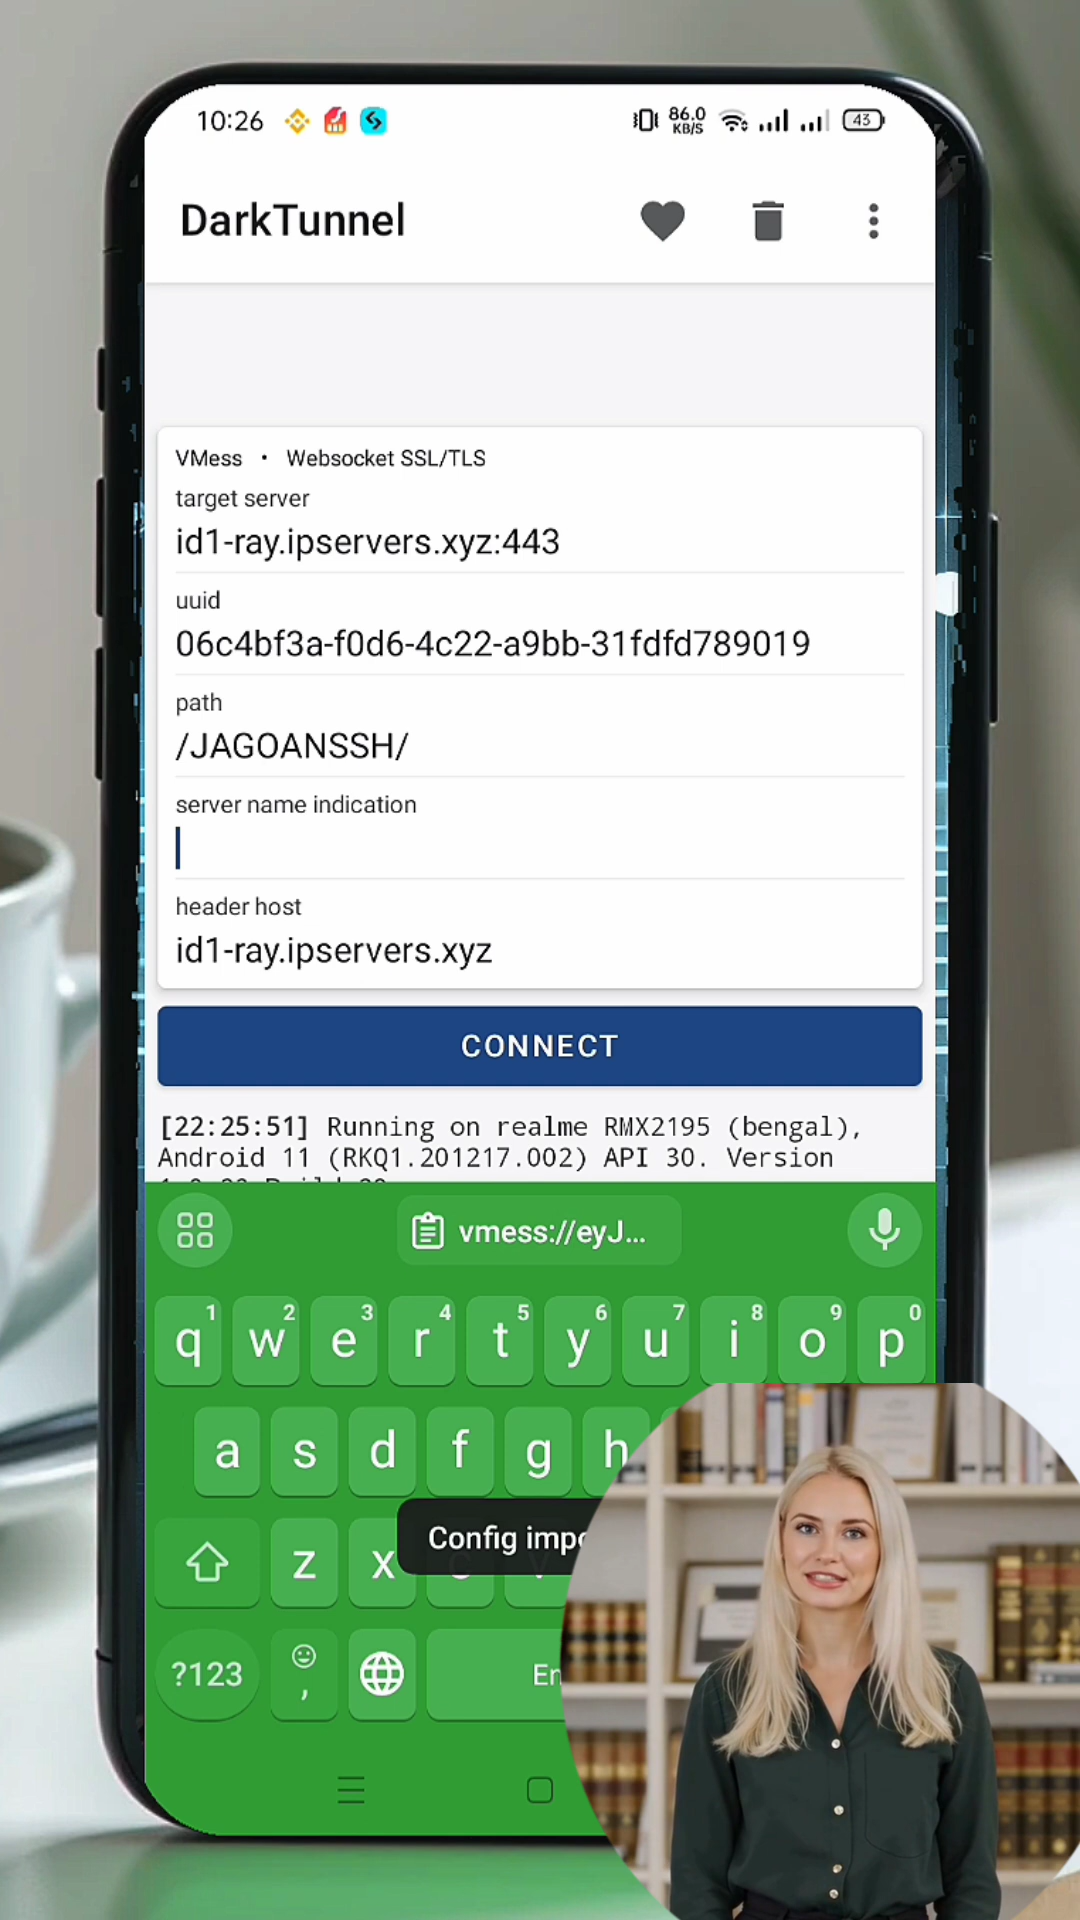 10:26 86.0 KB/S 43
DarkTunnel
VMess • Websocket SSL/TLS
target server
id1-ray.ipservers.xyz:443
uuid
06c4bf3a-f0d6-4c22-a9bb-31fdfd789019
path
/JAGOANSSH/
server name indication
header host
id1-ray.ipservers.xyz
CONNECT
[22:25:51] Running on realme RMX2195 (bengal),
Android 11 (RKQ1.201217.002) API 30. Version
vmess://eyJ...
1 2 3 4 5 6 7 8 9 0
q w e r t y u i o p
a s d f g h
Config
z x
?123 ,